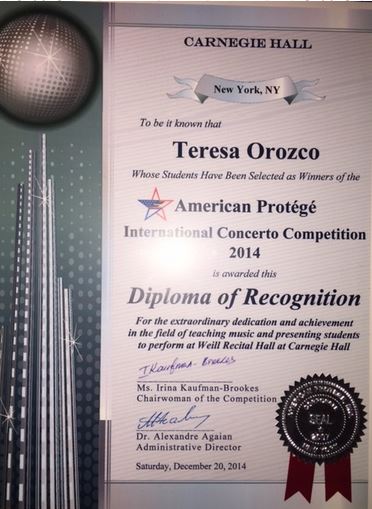 CARNEGIE HALL
New York, NY
To be it known that
Teresa Orozco
Whose Students Have Been Selected as Winners of the
American Protégé
International Concerto Competition
2014
is awarded this
Diploma of Recognition
For the extraordinary dedication and achievement
in the field of teaching music and presenting students
to perform at Weill Recital Hall at Carnegie Hall
IKaufman-Brookes
Ms. Irina Kaufman-Brookes
Chairwoman of the Competition
Dr. Alexandre Agaian
Administrative Director
Saturday, December 20, 2014
SEAL